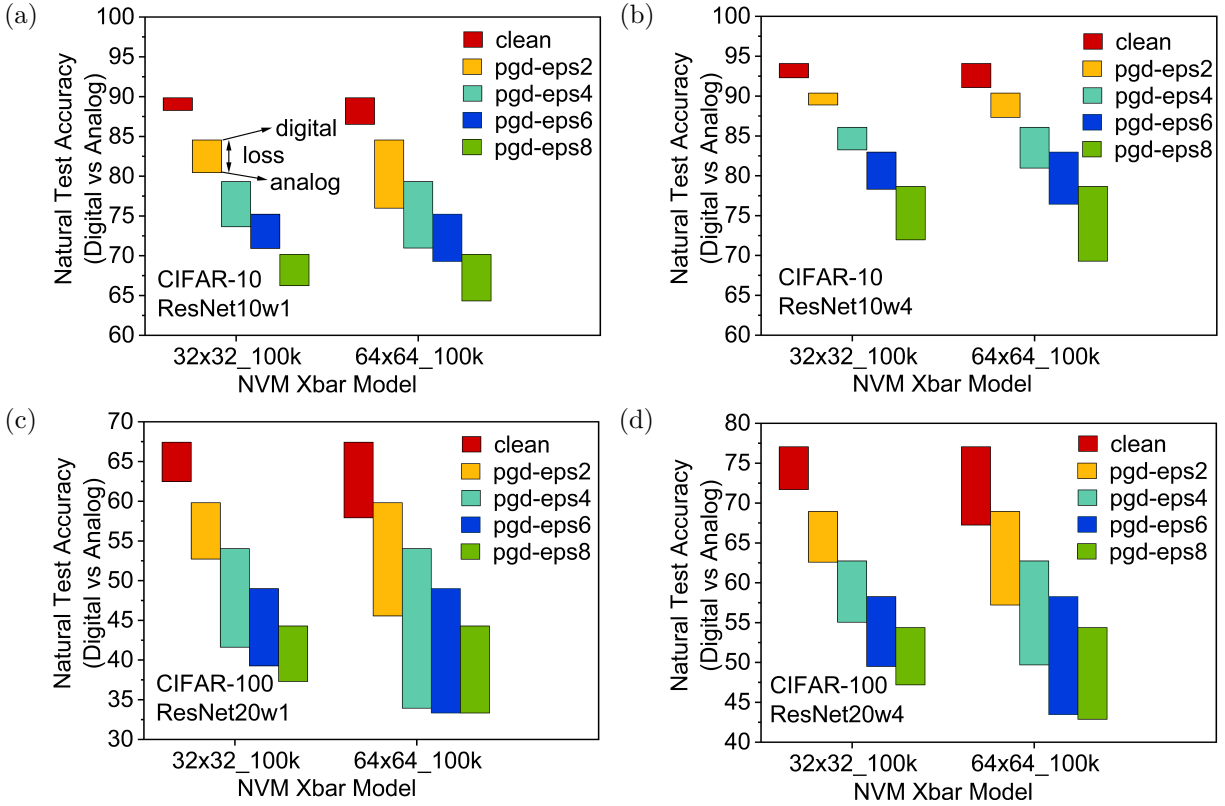 (a)
Natural Test Accuracy
(Digital vs Analog)
100
95
90
85
80
75
70
65
60
clean
pgd-eps2
pgd-eps4
pgd-eps6
pgd-eps8
digital
loss
analog
CIFAR-10
ResNet10w1
32x32_100k
64x64_100k
NVM Xbar Model
(b)
Natural Test Accuracy
(Digital vs Analog)
100
95
90
85
80
75
70
65
60
clean
pgd-eps2
pgd-eps4
pgd-eps6
pgd-eps8
CIFAR-10
ResNet10w4
32x32_100k
64x64_100k
NVM Xbar Model
(c)
Natural Test Accuracy
(Digital vs Analog)
70
65
60
55
50
45
40
35
30
clean
pgd-eps2
pgd-eps4
pgd-eps6
pgd-eps8
CIFAR-100
ResNet20w1
32x32_100k
64x64_100k
NVM Xbar Model
(d)
Natural Test Accuracy
(Digital vs Analog)
80
75
70
65
60
55
50
45
40
clean
pgd-eps2
pgd-eps4
pgd-eps6
pgd-eps8
CIFAR-100
ResNet20w4
32x32_100k
64x64_100k
NVM Xbar Model